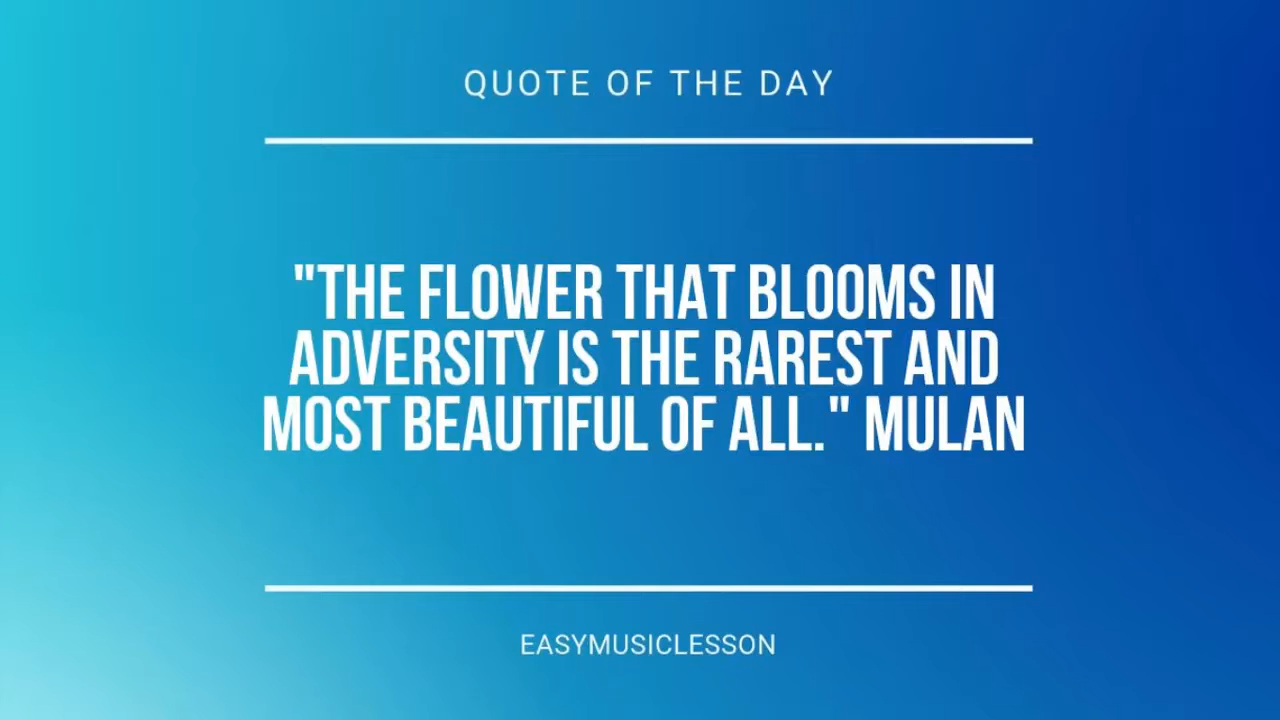 QUOTE OF THE DAY
"THE FLOWER THAT BLOOMS IN
ADVERSITY IS THE RAREST AND
MOST BEAUTIFUL OF ALL." MULAN
EASYMUSICLESSON